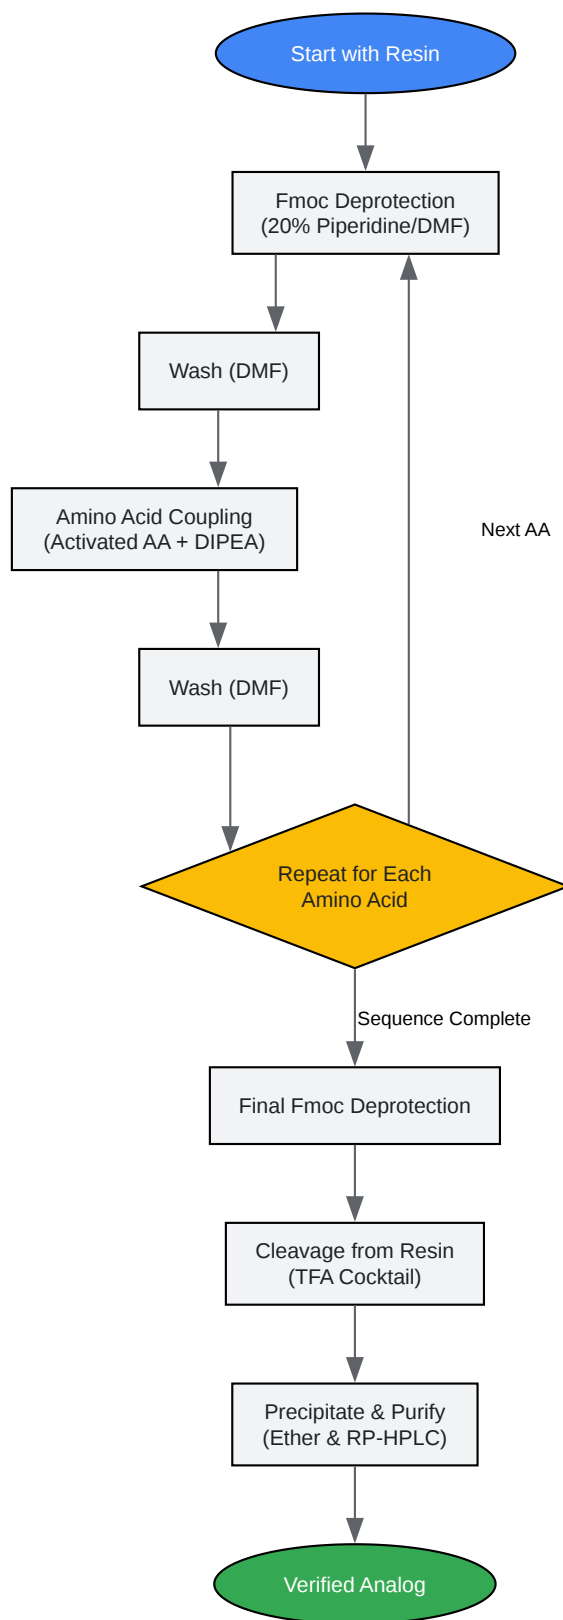 Start with Resin
Fmoc Deprotection
(20% Piperidine/DMF)
Wash (DMF)
Amino Acid Coupling
(Activated AA + DIPEA)
Next AA
Wash (DMF)
Repeat for Each
Amino Acid
Sequence Complete
Final Fmoc Deprotection
Cleavage from Resin
(TFA Cocktail)
Precipitate & Purify
(Ether & RP-HPLC)
Verified Analog